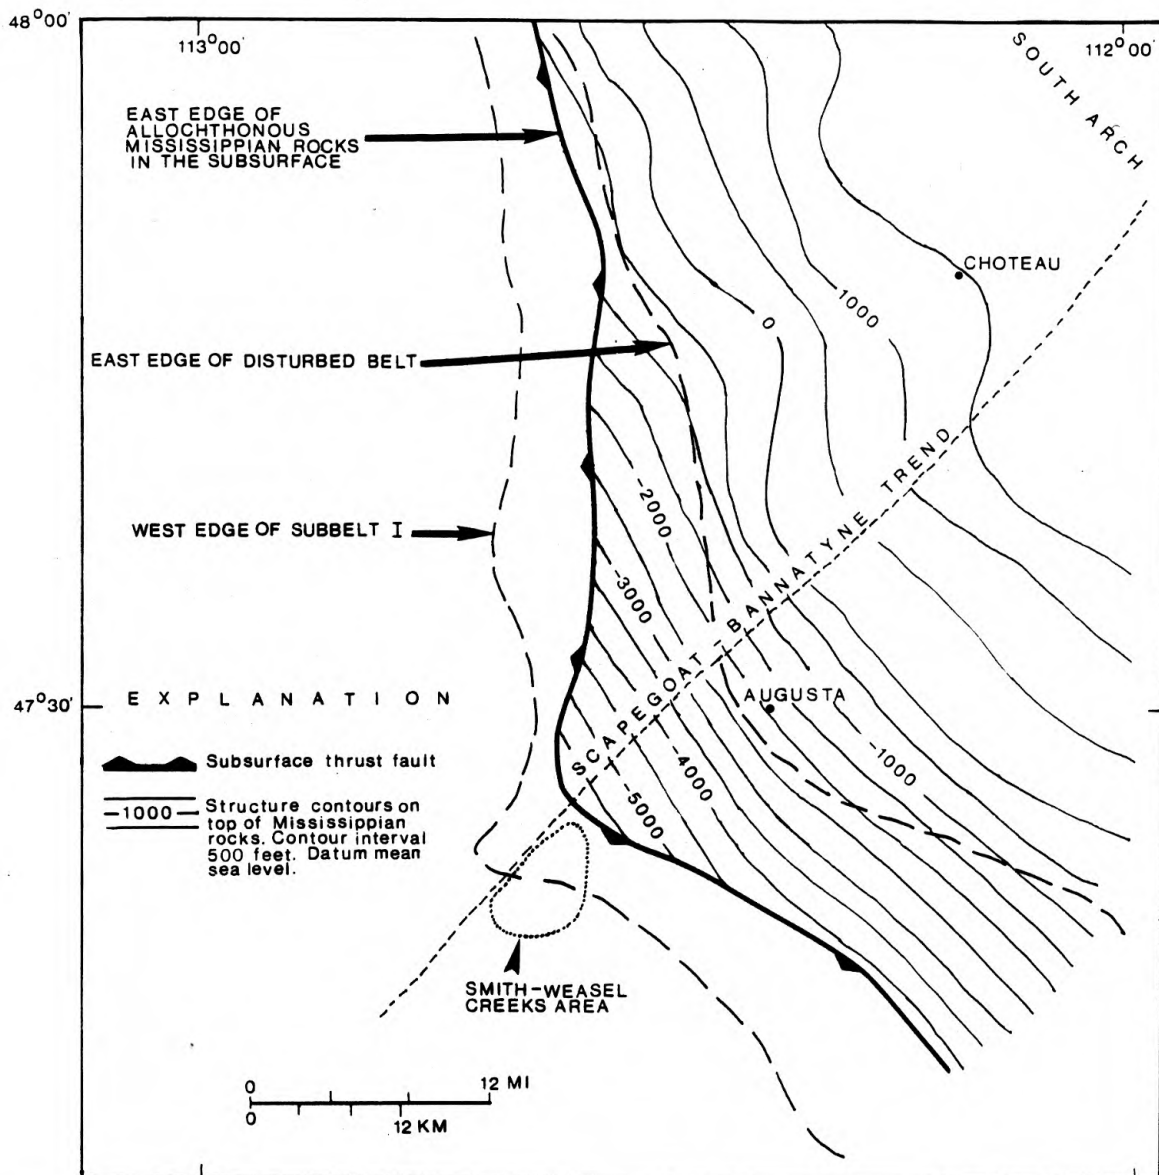 48°00'
113°00'
112°00'
SOUTH ARCH
EAST EDGE OF
ALLOCHTHONOUS
MISSISSIPPIAN ROCKS
IN THE SUBSURFACE
CHOTEAU
1000
0
EAST EDGE OF DISTURBED BELT
SCAPEGOAT-BANNATYNE TREND
-2000
WEST EDGE OF SUBBELT I
-3000
AUGUSTA
47°30'
EXPLANATION
Subsurface thrust fault
-1000
-4000
-5000
-1000
Structure contours on
top of Mississippian
rocks. Contour interval
500 feet. Datum mean
sea level.
SMITH-WEASEL
CREEKS AREA
0 12 MI
0 12 KM